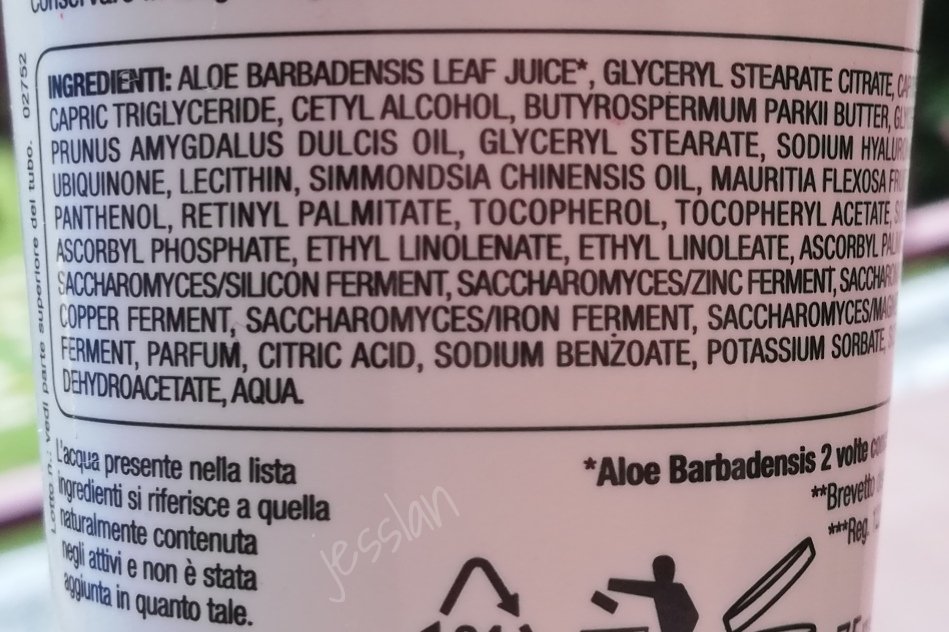 INGREDIENTI: ALOE BARBADENSIS LEAF JUICE*, GLYCERYL STEARATE CITRATE,
CAPRIC TRIGLYCERIDE, CETYL ALCOHOL, BUTYROSPERMUM PARKII BUTTER,
PRUNUS AMYGDALUS DULCIS OIL, GLYCERYL STEARATE, SODIUM
UBIQUINONE, LECITHIN, SIMMONDSIA CHINENSIS OIL, MAURITIA FLEXOSA
PANTHENOL, RETINYL PALMITATE, TOCOPHEROL, TOCOPHERYL ACETATE,
ASCORBYL PHOSPHATE, ETHYL LINOLENATE, ETHYL LINOLEATE, ASCORBYL
SACCHAROMYCES/SILICON FERMENT, SACCHAROMYCES/ZINC FERMENT,
COPPER FERMENT, SACCHAROMYCES/IRON FERMENT,
FERMENT, PARFUM, CITRIC ACID, SODIUM BENZOATE, POTASSIUM SORBATE,
DEHYDROACETATE, AQUA.
Lotto n.: vedi parte superiore del tubo. 02752
L'acqua presente nella lista
ingredienti si riferisce a quella
naturalmente contenuta
negli attivi e non è stata
aggiunta in quanto tale.
*Aloe Barbadensis 2 volte
**Brevetto
***Reg.
jesslan